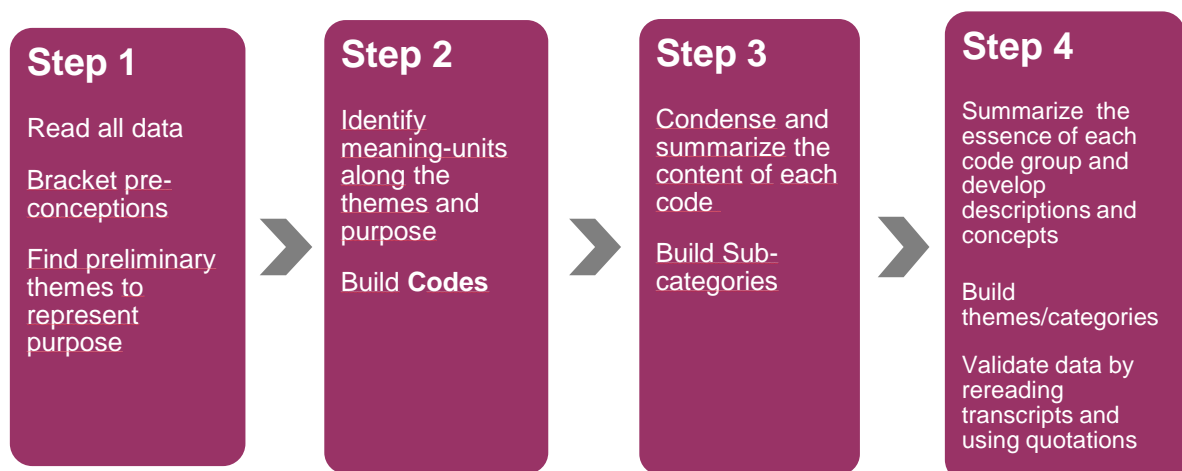 Step 1
Read all data
Bracket pre-
conceptions
Find preliminary
themes to
represent
purpose
Step 2
Identify
meaning-units
along the
themes and
purpose
Build Codes
Step 3
Condense and
summarize the
content of each
code
Build Sub-
categories
Step 4
Summarize the
essence of each
code group and
develop
descriptions and
concepts
Build
themes/categories
Validate data by
rereading
transcripts and
using quotations